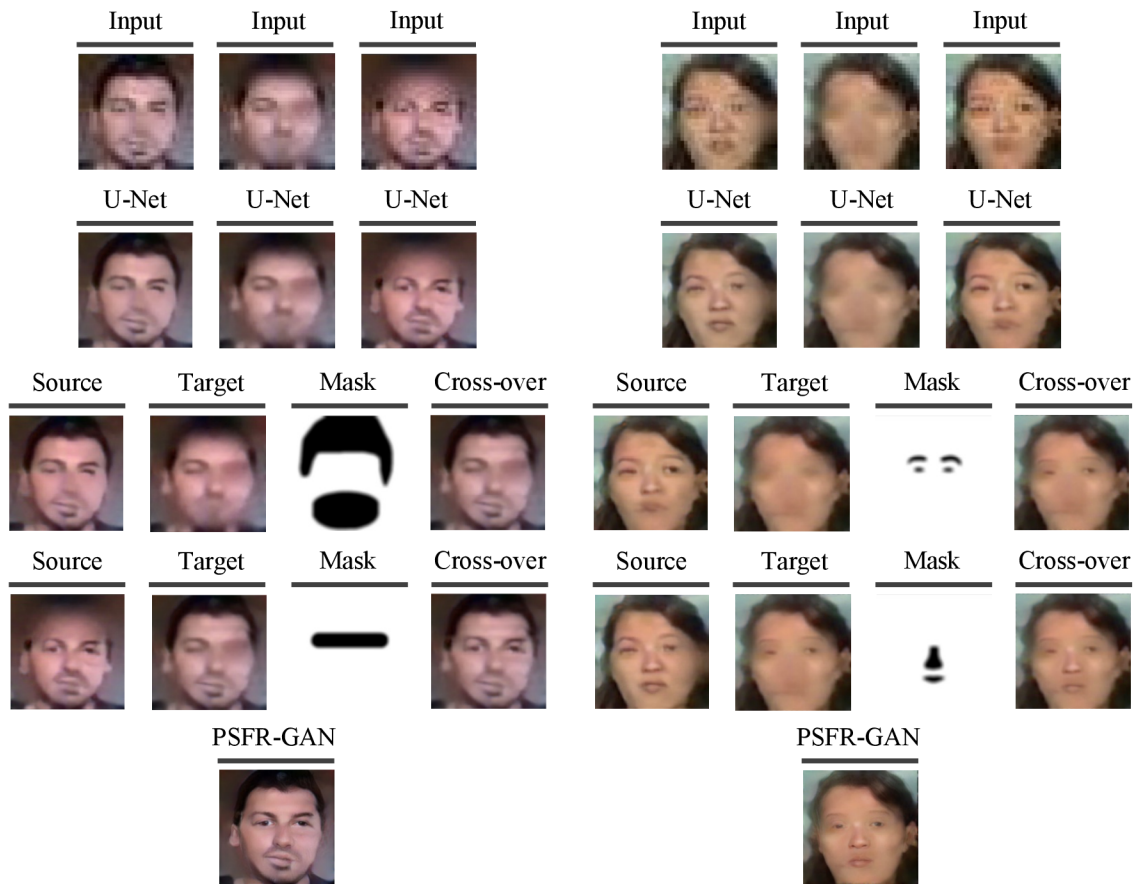 Input Input Input Input Input Input
U-Net U-Net U-Net U-Net U-Net U-Net
Source Target Mask Cross-over Source Target Mask Cross-over
Source Target Mask Cross-over Source Target Mask Cross-over
PSFR-GAN PSFR-GAN